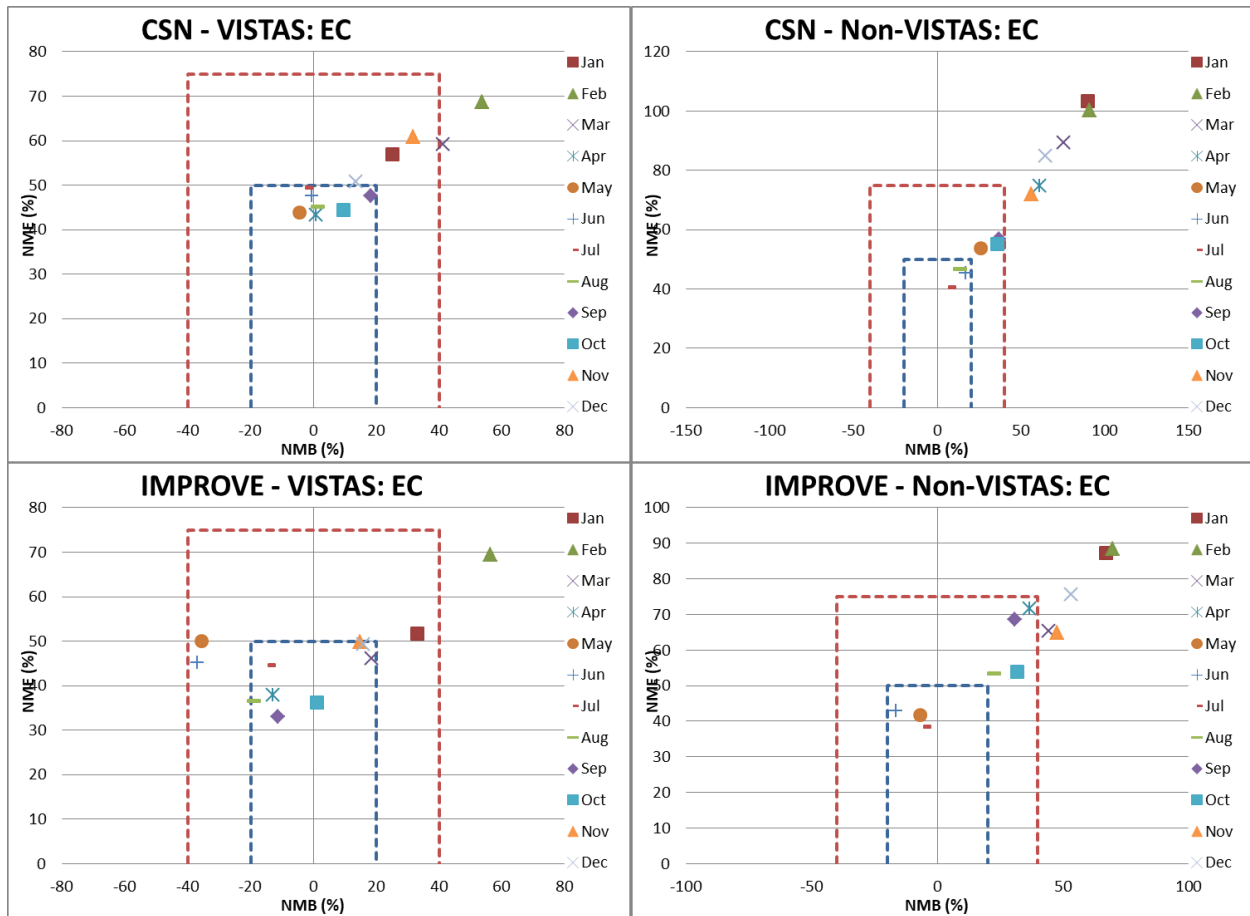 CSN - VISTAS: EC
80
70
60
50
40
30
20
10
0
NME (%)
-80 -60 -40 -20 0 20 40 60 80
NMB (%)
Jan
Feb
Mar
Apr
May
Jun
Jul
Aug
Sep
Oct
Nov
Dec
CSN - Non-VISTAS: EC
120
100
80
60
40
20
0
NME (%)
-150 -100 -50 0 50 100 150
NMB (%)
Jan
Feb
Mar
Apr
May
Jun
Jul
Aug
Sep
Oct
Nov
Dec
IMPROVE - VISTAS: EC
80
70
60
50
40
30
20
10
0
NME (%)
-80 -60 -40 -20 0 20 40 60 80
NMB (%)
Jan
Feb
Mar
Apr
May
Jun
Jul
Aug
Sep
Oct
Nov
Dec
IMPROVE - Non-VISTAS: EC
100
90
80
70
60
50
40
30
20
10
0
NME (%)
-100 -50 0 50 100
NMB (%)
Jan
Feb
Mar
Apr
May
Jun
Jul
Aug
Sep
Oct
Nov
Dec